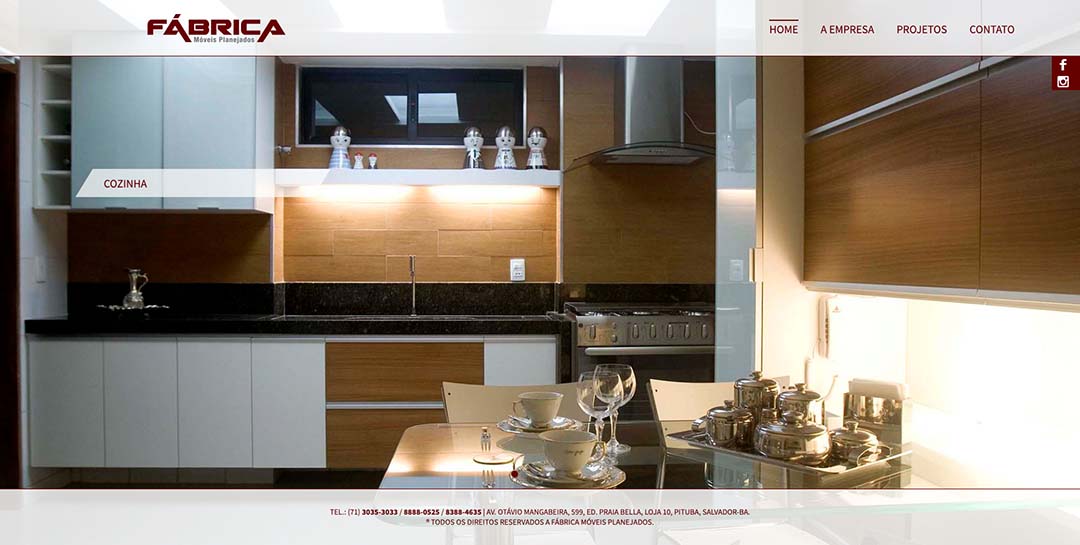 FÁBRICA
Móveis Planejados
HOME A EMPRESA PROJETOS CONTATO
COZINHA
TEL.: (71) 3035-3033 / 8888-0525 / 8388-4635 | AV. OTÁVIO MANGABEIRA, 599, ED. PRAIA BELLA, LOJA 10, PITUBA, SALVADOR-BA.
® TODOS OS DIREITOS RESERVADOS A FÁBRICA MÓVEIS PLANEJADOS.